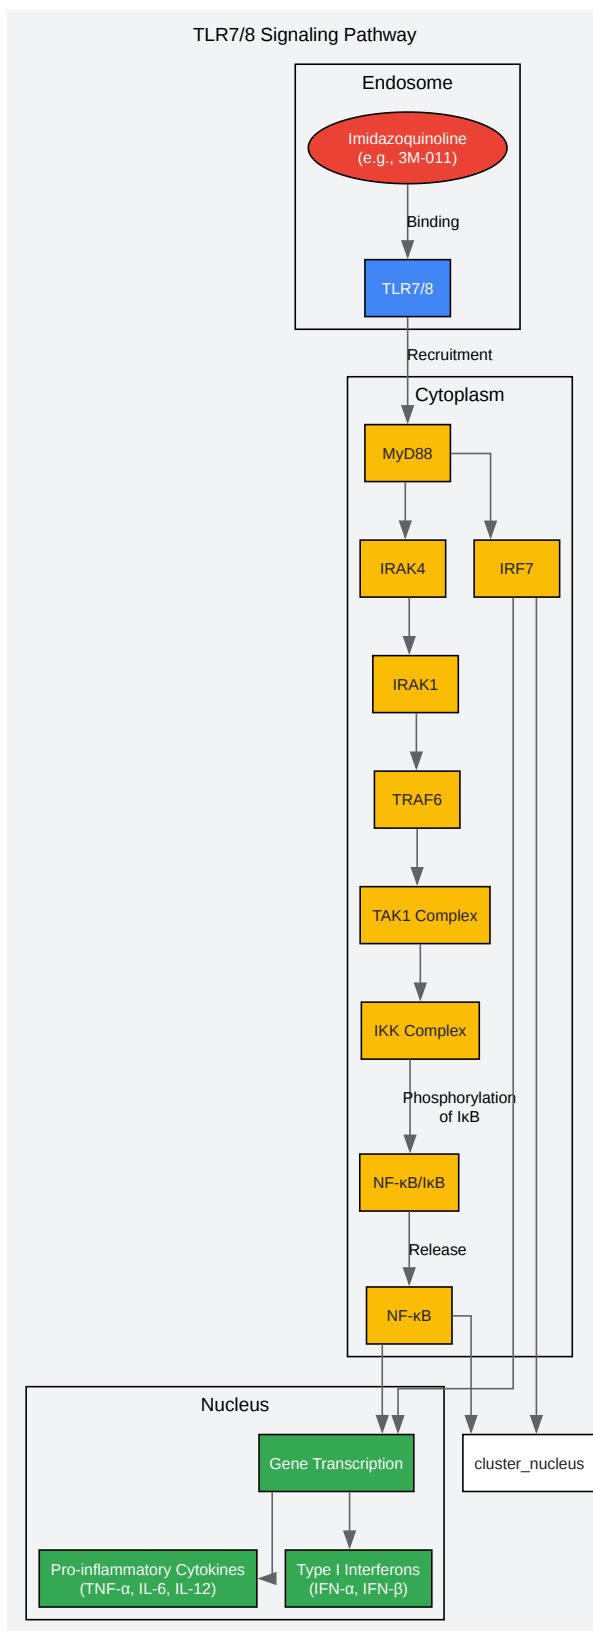 TLR7/8 Signaling Pathway
Endosome
Imidazoquinoline
(e.g., 3M-011)
Binding
TLR7/8
Recruitment
Cytoplasm
MyD88
IRAK4
IRF7
IRAK1
TRAF6
TAK1 Complex
IKK Complex
Phosphorylation
of IκB
NF-κB/IκB
Release
NF-κB
Nucleus
Gene Transcription
cluster_nucleus
Pro-inflammatory Cytokines
(TNF-α, IL-6, IL-12)
Type I Interferons
(IFN-α, IFN-β)